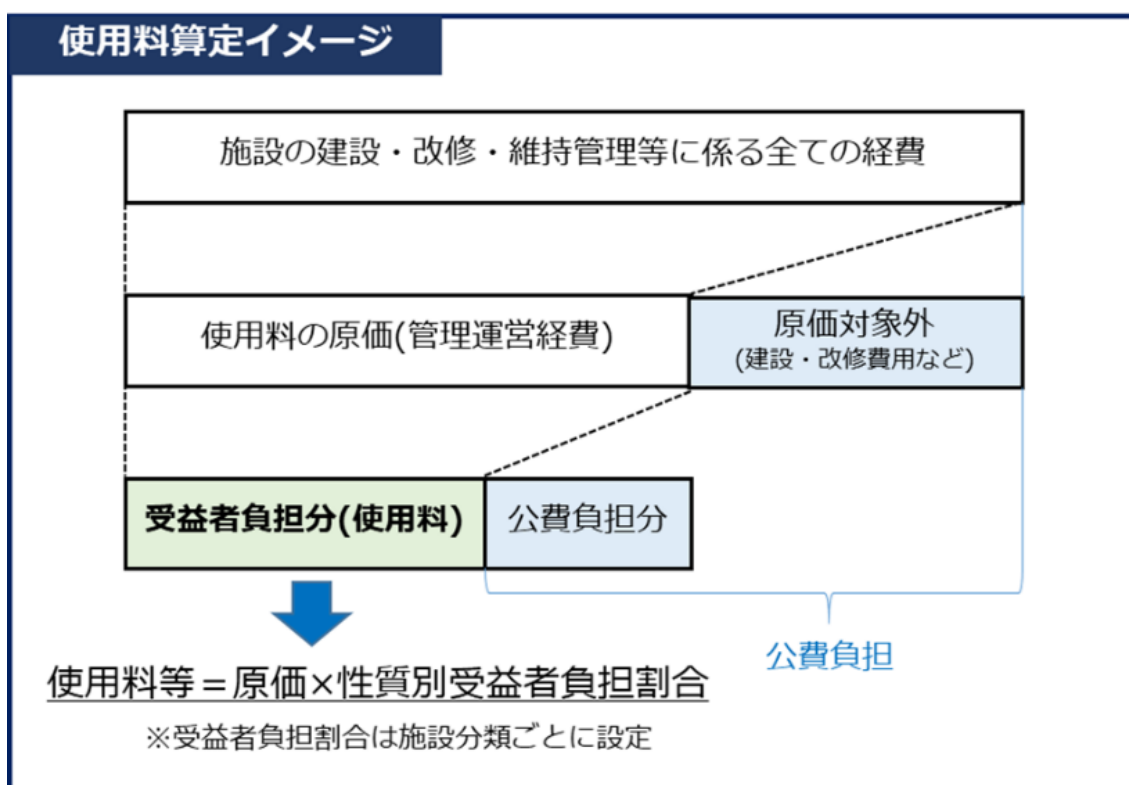 使用料算定イメージ
施設の建設・改修・維持管理等に係る全ての経費
使用料の原価(管理運営経費)
原価対象外
(建設・改修費用など)
受益者負担分(使用料)
公費負担分
公費負担
使用料等＝原価×性質別受益者負担割合
※受益者負担割合は施設分類ごとに設定